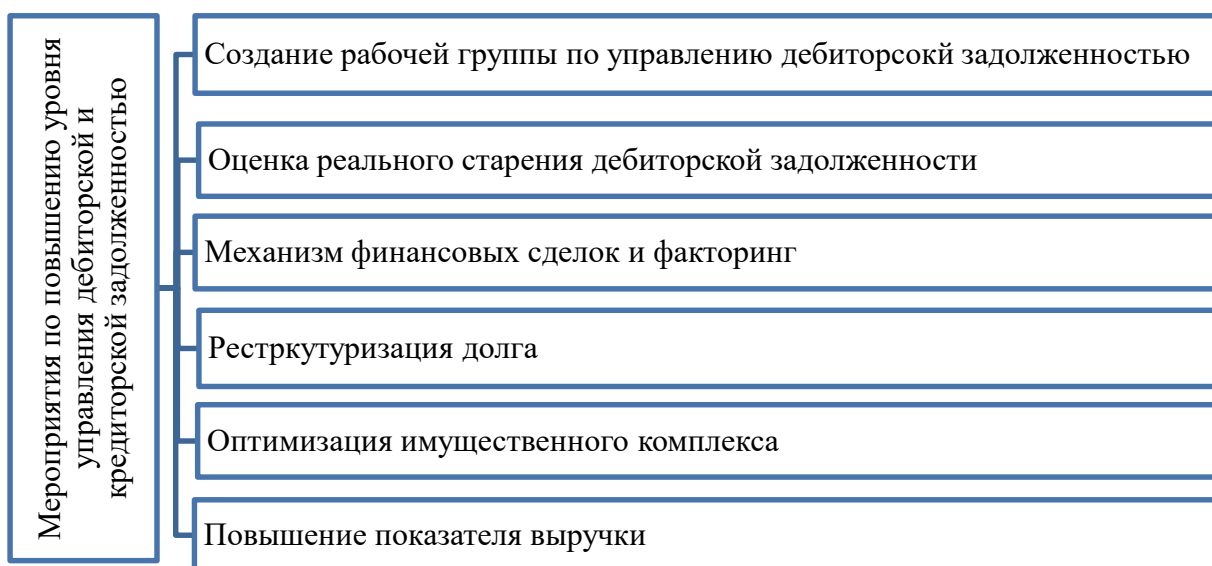 Мероприятия по повышению уровня
управления дебиторской и
кредиторской задолженностью
Создание рабочей группы по управлению дебиторсокй задолженностью
Оценка реального старения дебиторской задолженности
Механизм финансовых сделок и факторинг
Рестркутуризация долга
Оптимизация имущественного комплекса
Повышение показателя выручки